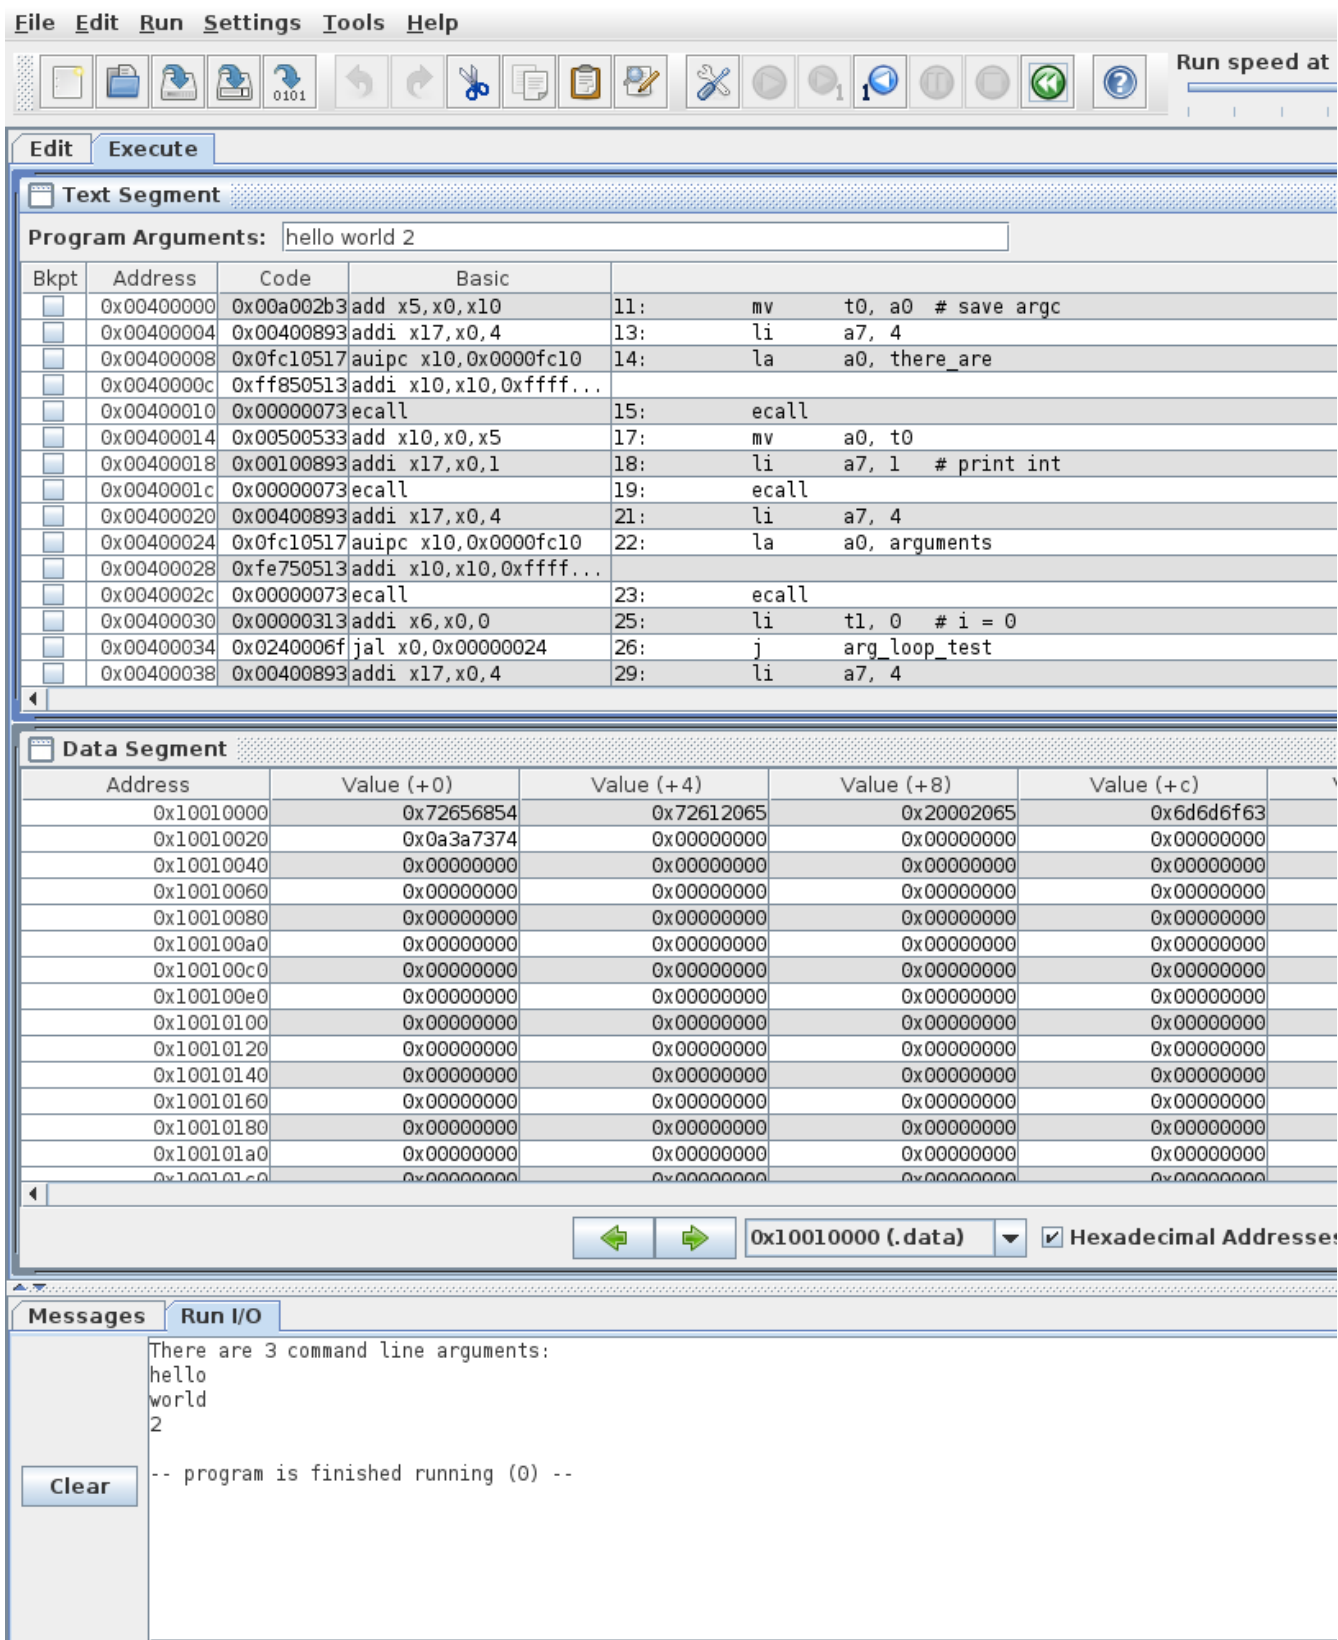 File Edit Run Settings Tools Help
0101
1
1
Run speed at
Edit Execute
Text Segment
Program Arguments: hello world 2
Bkpt Address Code Basic
0x00400000 0x00a002b3 add x5,x0,x10 11: mv t0, a0 # save argc
0x00400004 0x00400893 addi x17,x0,4 13: li a7, 4
0x00400008 0x0fc10517 auipc x10,0x0000fc10 14: la a0, there_are
0x0040000c 0xff850513 addi x10,x10,0xffff...
0x00400010 0x00000073 ecall 15: ecall
0x00400014 0x00500533 add x10,x0,x5 17: mv a0, t0
0x00400018 0x00100893 addi x17,x0,1 18: li a7, 1 # print int
0x0040001c 0x00000073 ecall 19: ecall
0x00400020 0x00400893 addi x17,x0,4 21: li a7, 4
0x00400024 0x0fc10517 auipc x10,0x0000fc10 22: la a0, arguments
0x00400028 0xfe750513 addi x10,x10,0xffff...
0x0040002c 0x00000073 ecall 23: ecall
0x00400030 0x00000313 addi x6,x0,0 25: li t1, 0 # i = 0
0x00400034 0x0240006f jal x0,0x00000024 26: j arg_loop_test
0x00400038 0x00400893 addi x17,x0,4 29: li a7, 4
Data Segment
Address Value (+0) Value (+4) Value (+8) Value (+c)
0x10010000 0x72656854 0x72612065 0x20002065 0x6d6d6f63
0x10010020 0x0a3a7374 0x00000000 0x00000000 0x00000000
0x10010040 0x00000000 0x00000000 0x00000000 0x00000000
0x10010060 0x00000000 0x00000000 0x00000000 0x00000000
0x10010080 0x00000000 0x00000000 0x00000000 0x00000000
0x100100a0 0x00000000 0x00000000 0x00000000 0x00000000
0x100100c0 0x00000000 0x00000000 0x00000000 0x00000000
0x100100e0 0x00000000 0x00000000 0x00000000 0x00000000
0x10010100 0x00000000 0x00000000 0x00000000 0x00000000
0x10010120 0x00000000 0x00000000 0x00000000 0x00000000
0x10010140 0x00000000 0x00000000 0x00000000 0x00000000
0x10010160 0x00000000 0x00000000 0x00000000 0x00000000
0x10010180 0x00000000 0x00000000 0x00000000 0x00000000
0x100101a0 0x00000000 0x00000000 0x00000000 0x00000000
0x100101c0 0x00000000 0x00000000 0x00000000 0x00000000
0x10010000 (.data) Hexadecimal Addresses
Messages Run I/O
There are 3 command line arguments:
hello
world
2
-- program is finished running (0) --
Clear